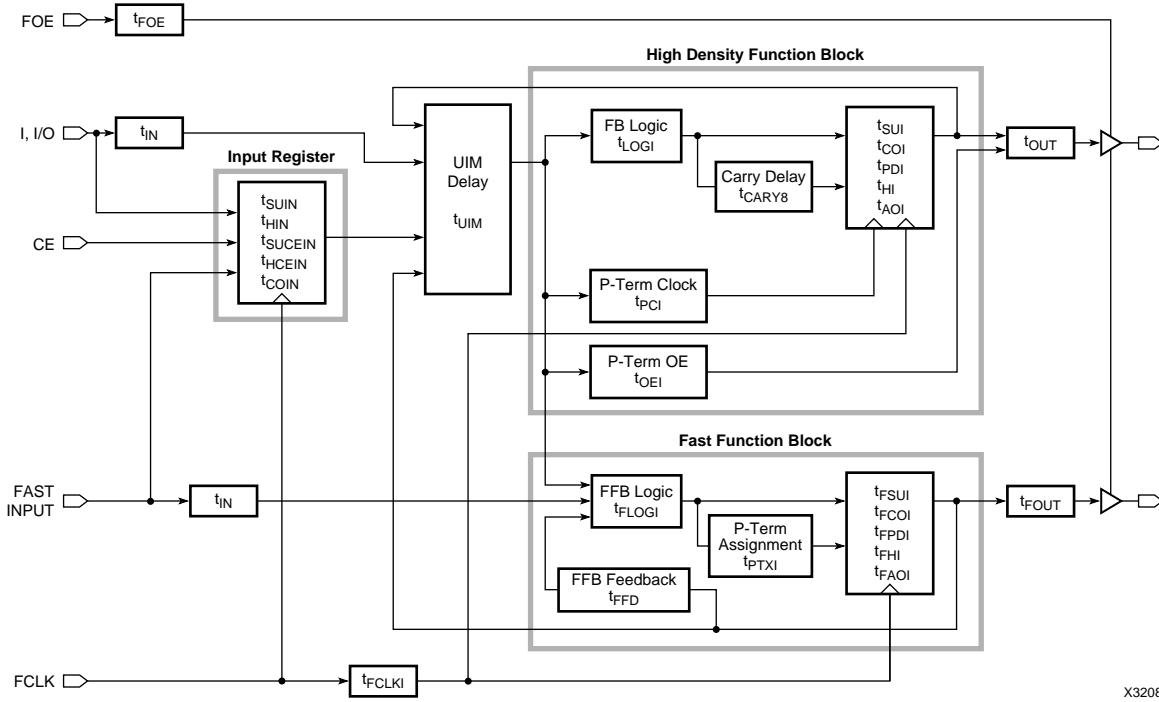 FOE
tFOE
High Density Function Block
I, I/O
tIN
Input Register
tSUIN
tHIN
tSUCEIN
tHCEIN
tCOIN
CE
UIM
Delay
tUIM
FB Logic
tLOGI
Carry Delay
tCARY8
tSUI
tCOI
tPDI
tHI
tAOI
tOUT
P-Term Clock
tPCI
P-Term OE
tOEI
Fast Function Block
FAST
INPUT
tIN
FFB Logic
tFLOGI
P-Term
Assignment
tPTXI
FFB Feedback
tFFD
tFSUI
tFCOI
tFPDI
tFHI
tFAOI
tFOUT
FCLK
tFCLKI
X3208